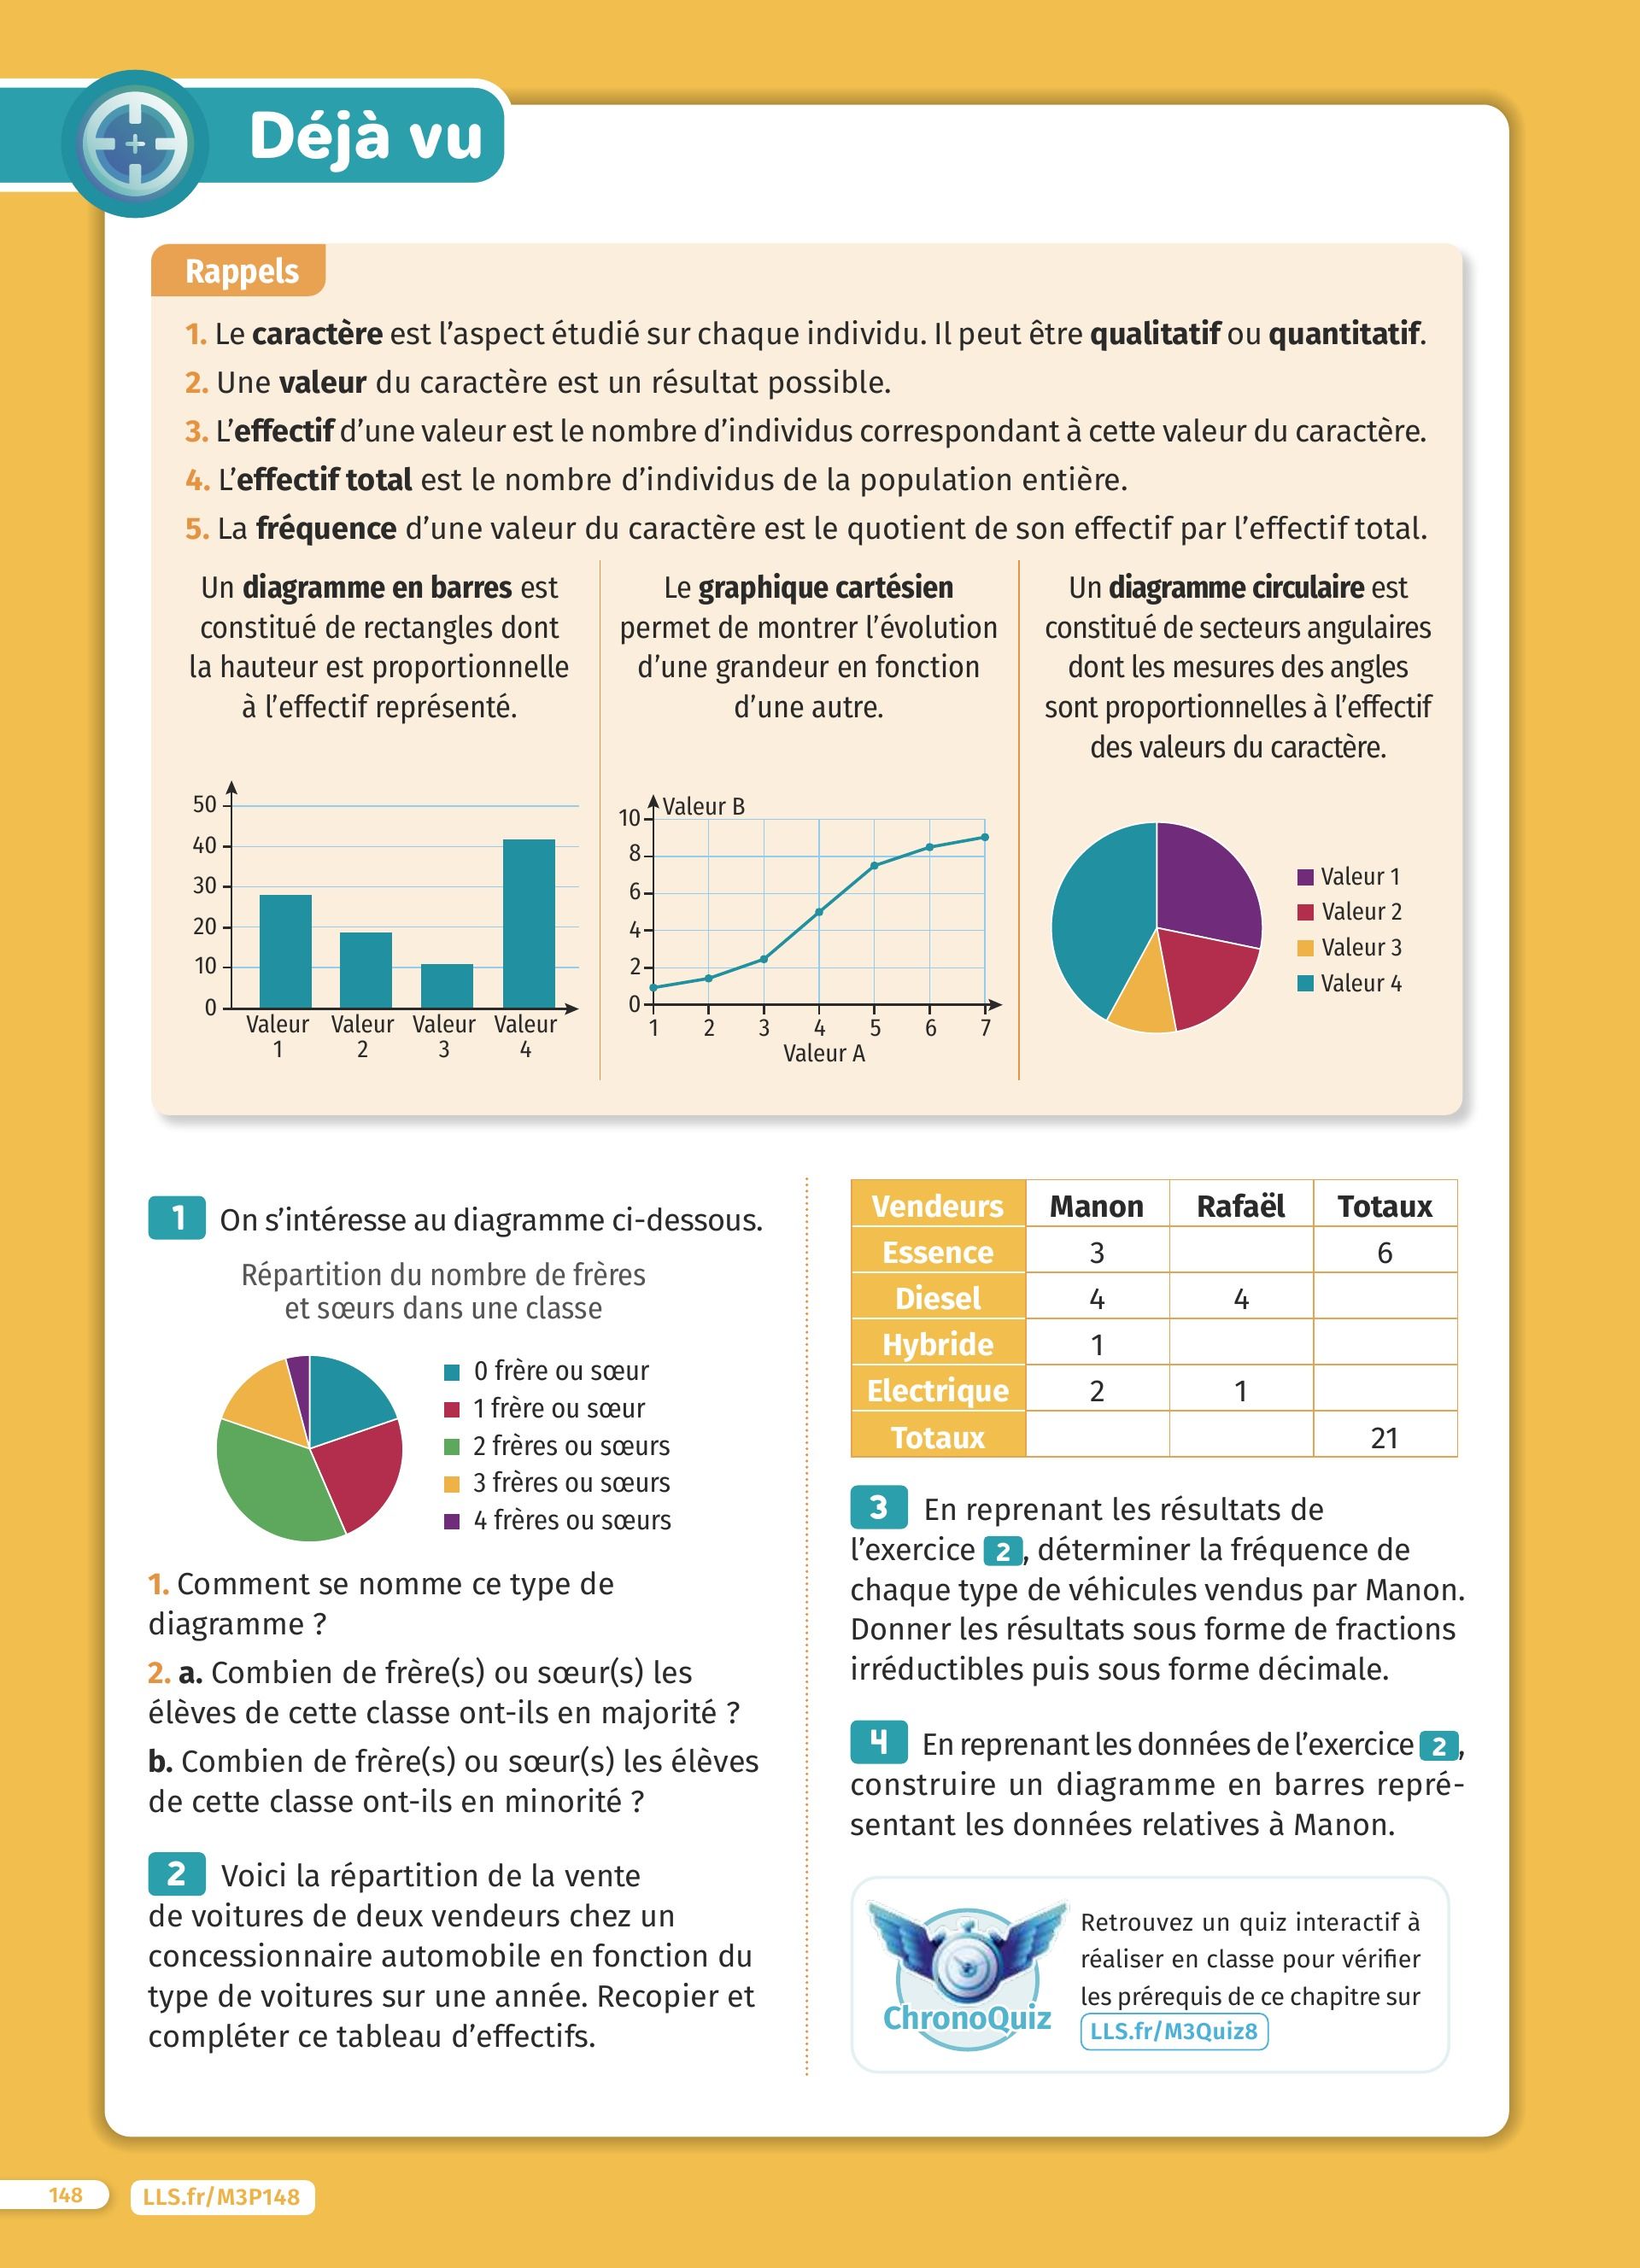 Déjà vu
Rappels
1. Le caractère est l'aspect étudié sur chaque individu. Il peut être qualitatif ou quantitatif.
2. Une valeur du caractère est un résultat possible.
3. L'effectif d'une valeur est le nombre d'individus correspondant à cette valeur du caractère.
4. L'effectif total est le nombre d'individus de la population entière.
5. La fréquence d'une valeur du caractère est le quotient de son effectif par l'effectif total.
Un diagramme en barres est
constitué de rectangles dont
la hauteur est proportionnelle
à l'effectif représenté.
50
40
30
20
10
0
Valeur 1
Valeur 2
Valeur 3
Valeur 4
Le graphique cartésien
permet de montrer l'évolution
d'une grandeur en fonction
d'une autre.
Valeur B
10
8
6
4
2
0
1 2 3 4 5 6 7
Valeur A
Un diagramme circulaire est
constitué de secteurs angulaires
dont les mesures des angles
sont proportionnelles à l'effectif
des valeurs du caractère.
Valeur 1
Valeur 2
Valeur 3
Valeur 4
1 On s'intéresse au diagramme ci-dessous.
Répartition du nombre de frères
et sœurs dans une classe
0 frère ou sœur
1 frère ou sœur
2 frères ou sœurs
3 frères ou sœurs
4 frères ou sœurs
1. Comment se nomme ce type de
diagramme ?
2. a. Combien de frère(s) ou sœur(s) les
élèves de cette classe ont-ils en majorité ?
b. Combien de frère(s) ou sœur(s) les élèves
de cette classe ont-ils en minorité ?
2 Voici la répartition de la vente
de voitures de deux vendeurs chez un
concessionnaire automobile en fonction du
type de voitures sur une année. Recopier et
compléter ce tableau d'effectifs.
Vendeurs Manon Rafaël Totaux
Essence 3 6
Diesel 4 4
Hybride 1
Electrique 2 1
Totaux 21
3 En reprenant les résultats de
l'exercice 2, déterminer la fréquence de
chaque type de véhicules vendus par Manon.
Donner les résultats sous forme de fractions
irréductibles puis sous forme décimale.
4 En reprenant les données de l'exercice 2,
construire un diagramme en barres repré-
sentant les données relatives à Manon.
ChronoQuiz
Retrouvez un quiz interactif à
réaliser en classe pour vérifier
les prérequis de ce chapitre sur
LLS.fr/M3Quiz8
148
LLS.fr/M3P148